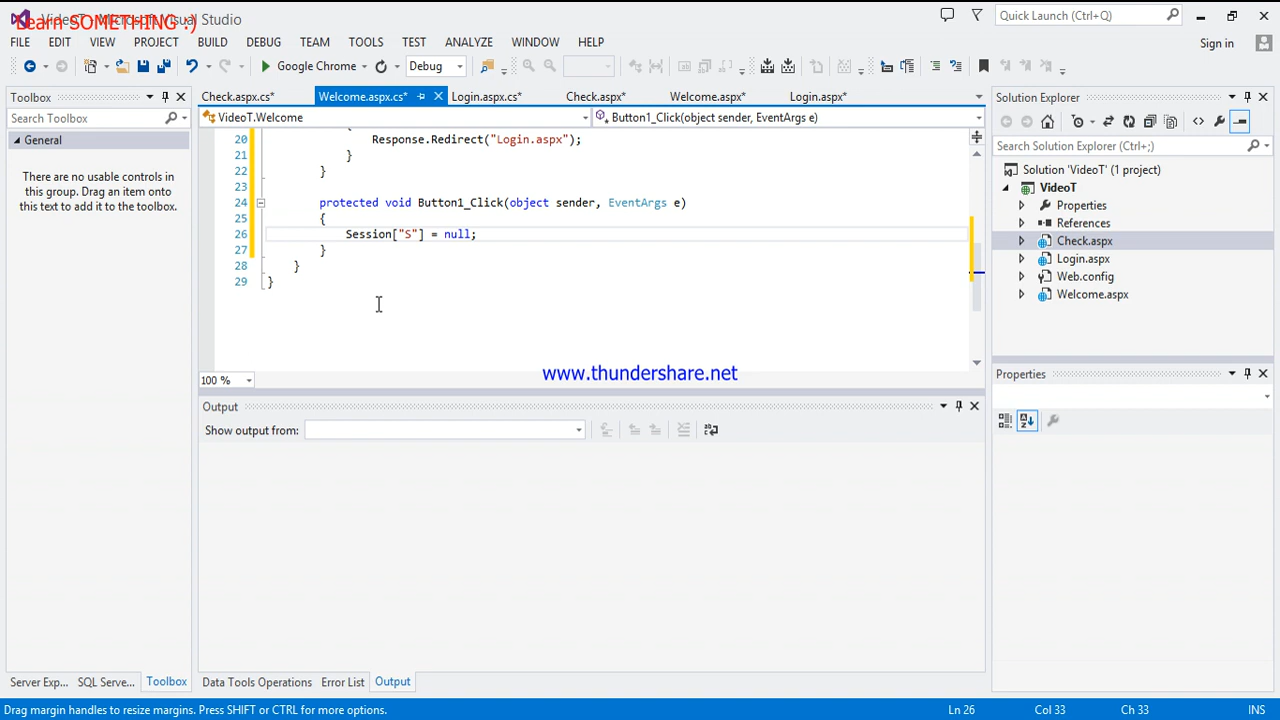 VideoT - Microsoft Visual Studio
Learn SOMETHING :)
Quick Launch (Ctrl+Q)
FILE EDIT VIEW PROJECT BUILD DEBUG TEAM TOOLS TEST ANALYZE WINDOW HELP
Sign in
Google Chrome
Debug
Toolbox
Search Toolbox
General
There are no usable controls in
this group. Drag an item onto
this text to add it to the toolbox.
Check.aspx.cs* Welcome.aspx.cs* Login.aspx.cs* Check.aspx* Welcome.aspx* Login.aspx*
VideoT.Welcome
Button1_Click(object sender, EventArgs e)
20 Response.Redirect("Login.aspx");
21 }
22 }
23
24 protected void Button1_Click(object sender, EventArgs e)
25 {
26 Session["S"] = null;
27 }
28 }
29 }
www.thundershare.net
100 %
Output
Show output from:
Solution Explorer
Search Solution Explorer (Ctrl+;)
Solution 'VideoT' (1 project)
VideoT
Properties
References
Check.aspx
Login.aspx
Web.config
Welcome.aspx
Properties
Server Exp... SQL Serve... Toolbox
Data Tools Operations Error List Output
Drag margin handles to resize margins. Press SHIFT or CTRL for more options.
Ln 26 Col 33 Ch 33 INS